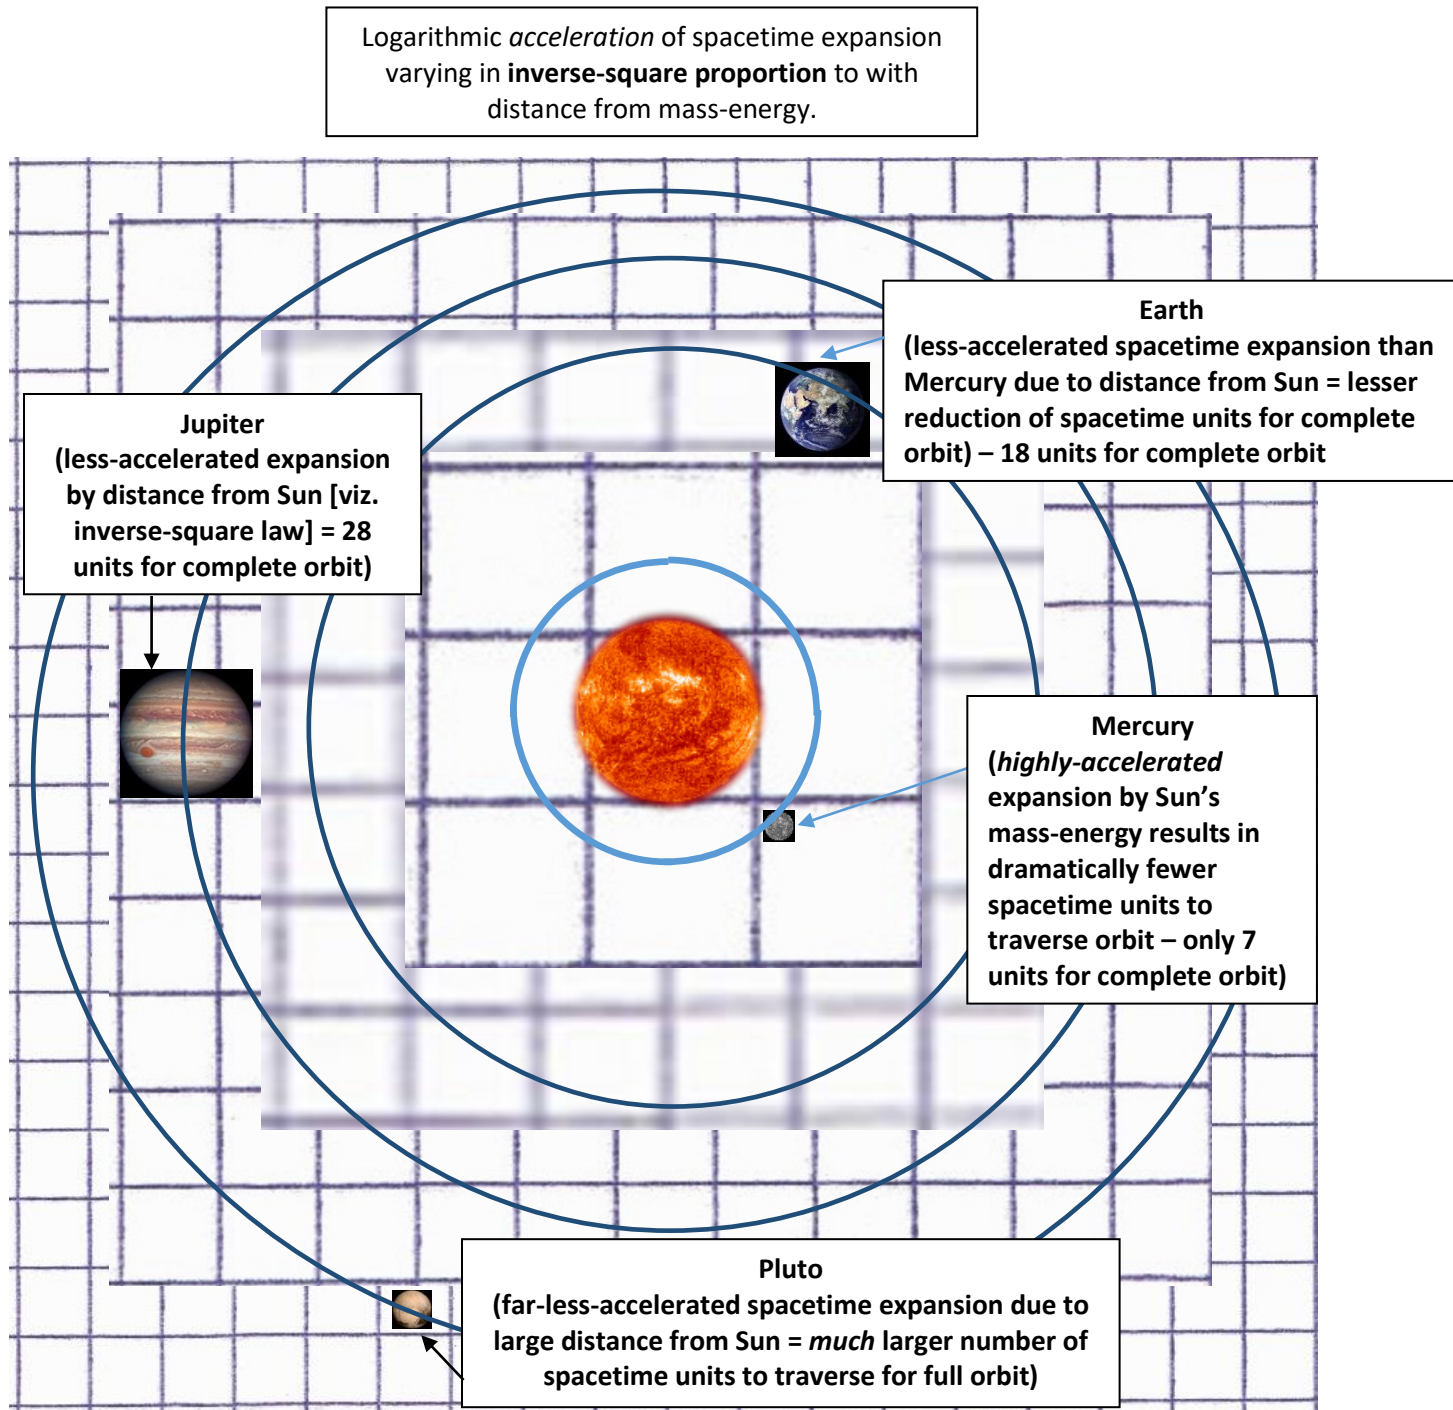 Logarithmic acceleration of spacetime expansion
varying in inverse-square proportion to with
distance from mass-energy.
Earth
(less-accelerated spacetime expansion than
Mercury due to distance from Sun = lesser
reduction of spacetime units for complete
orbit) – 18 units for complete orbit
Jupiter
(less-accelerated expansion
by distance from Sun [viz.
inverse-square law] = 28
units for complete orbit)
Mercury
(highly-accelerated
expansion by Sun’s
mass-energy results in
dramatically fewer
spacetime units to
traverse orbit – only 7
units for complete orbit)
Pluto
(far-less-accelerated spacetime expansion due to
large distance from Sun = much larger number of
spacetime units to traverse for full orbit)